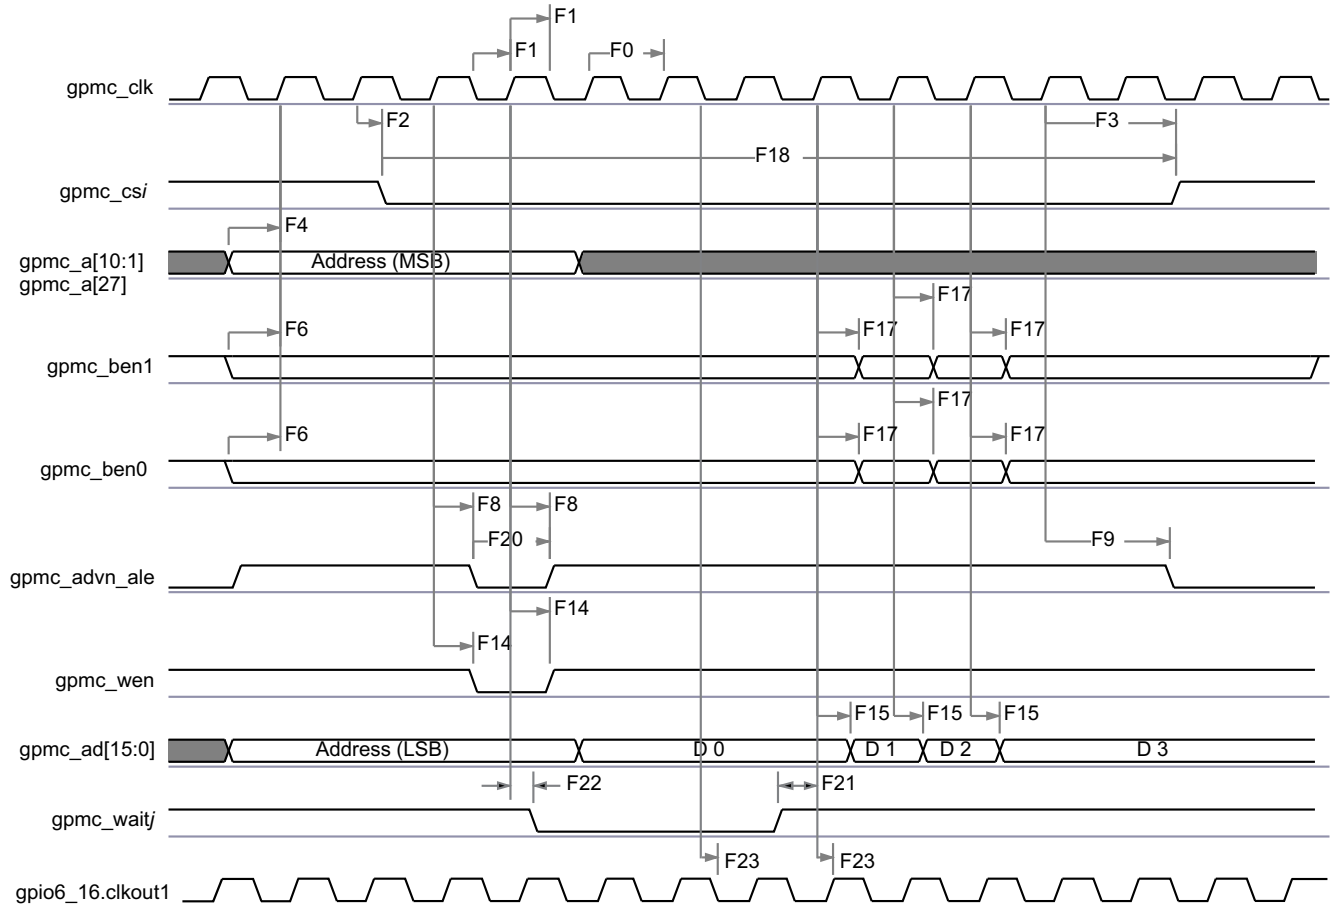 F1
F1
F0
gpmc_clk
F2
F3
F18
gpmc_csi
F4
gpmc_a[10:1]
Address (MSB)
gpmc_a[27]
F17
F6
F17
F17
gpmc_ben1
F17
F6
F17
F17
gpmc_ben0
F8
F8
F20
F9
gpmc_advn_ale
F14
F14
gpmc_wen
F15
F15
F15
gpmc_ad[15:0]
Address (LSB)
D 0
D 1
D 2
D 3
F22
F21
gpmc_waitj
F23
F23
gpio6_16.clkout1